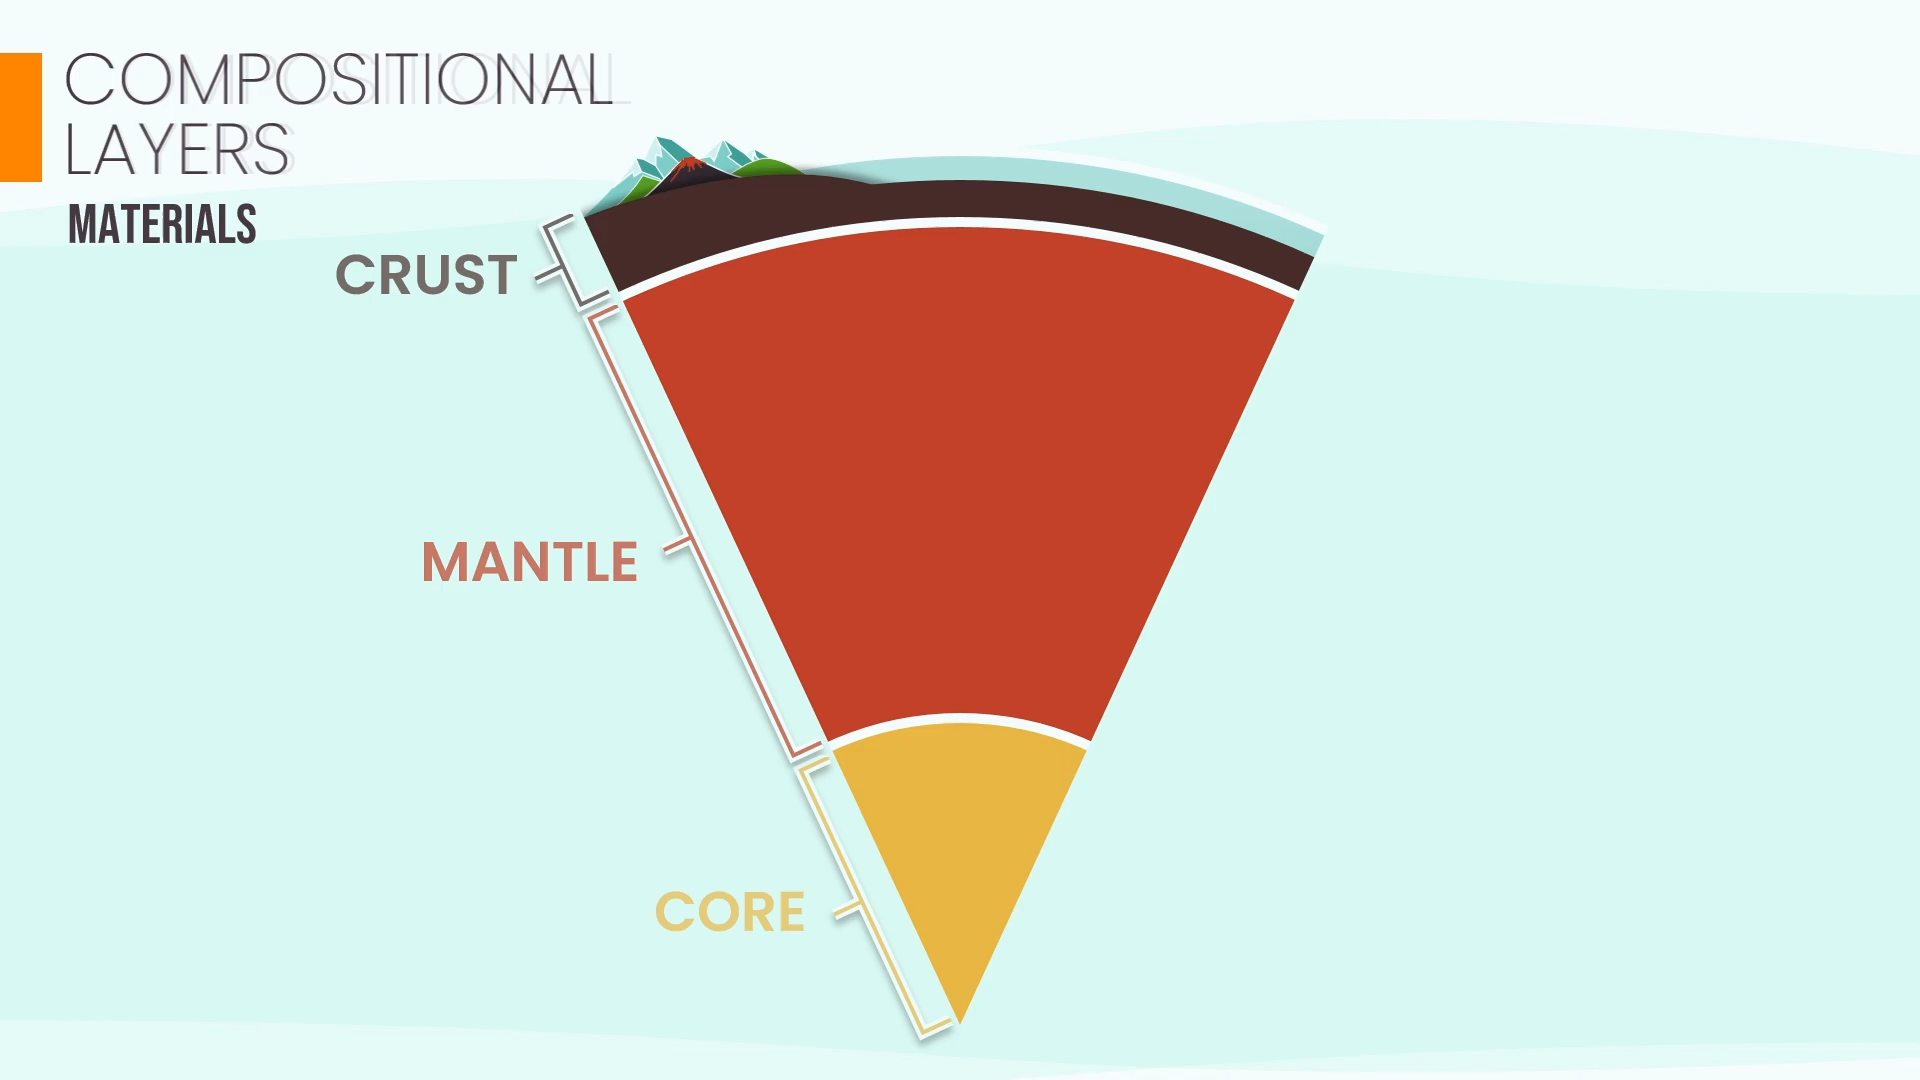 COMPOSITIONAL
LAYERS
MATERIALS
CRUST
MANTLE
CORE